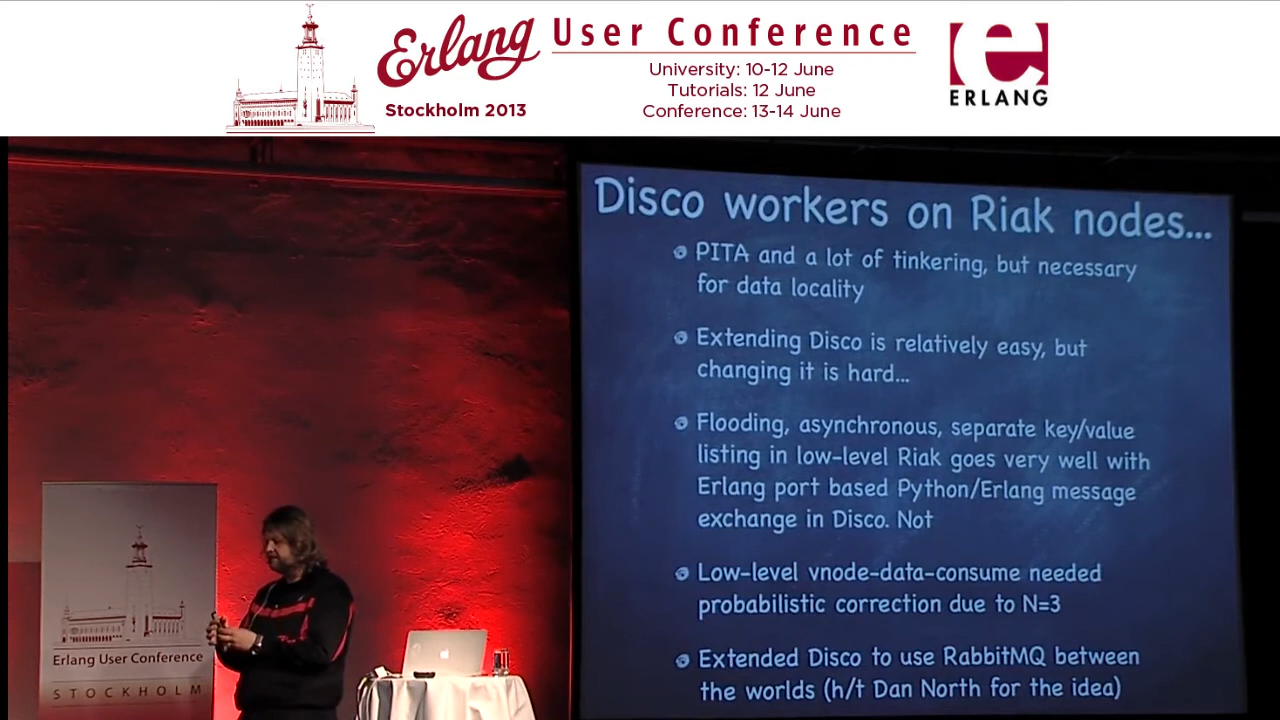 Erlang User Conference
Stockholm 2013
University: 10-12 June
Tutorials: 12 June
Conference: 13-14 June
e
ERLANG
Disco workers on Riak nodes...
PITA and a lot of tinkering, but necessary
for data locality
Extending Disco is relatively easy, but
changing it is hard...
Flooding, asynchronous, separate key/value
listing in low-level Riak goes very well with
Erlang port based Python/Erlang message
exchange in Disco. Not
Low-level vnode-data-consume needed
probabilistic correction due to N=3
Extended Disco to use RabbitMQ between
the worlds (h/t Dan North for the idea)
Erlang User Conference
STOCKHOLM